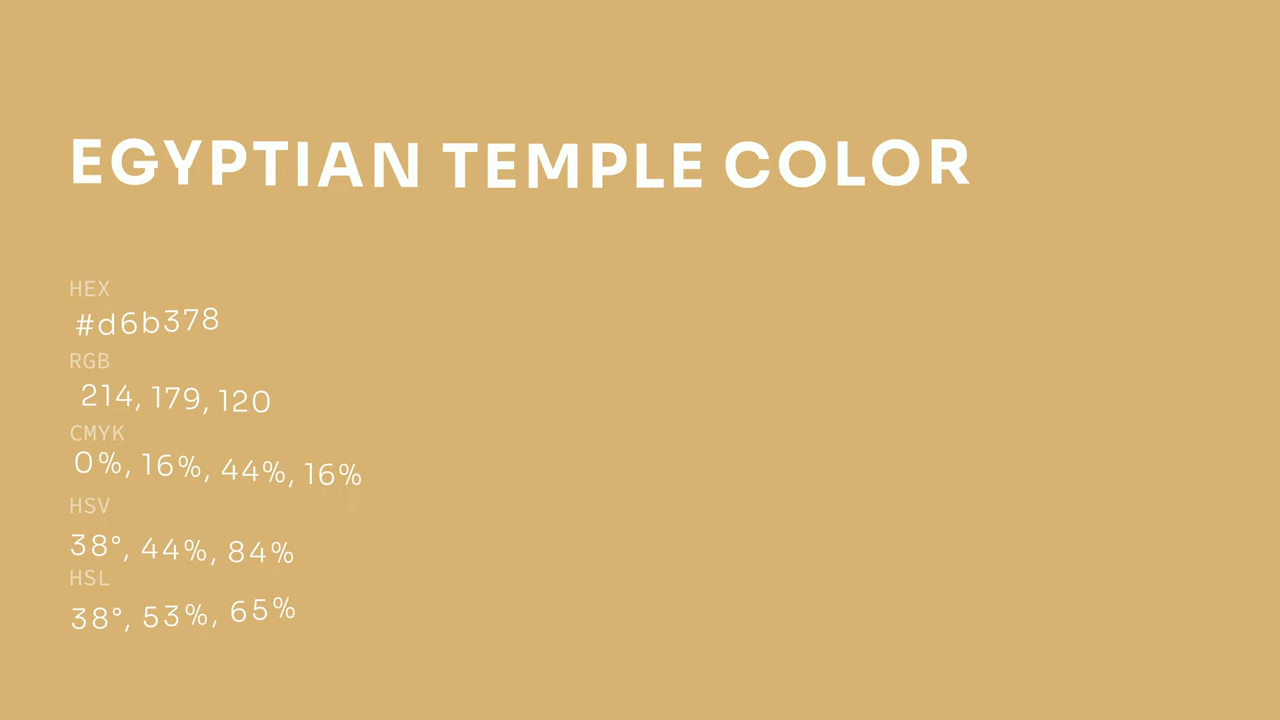 EGYPTIAN TEMPLE COLOR
HEX
#d6b378
RGB
214, 179, 120
CMYK
0%, 16%, 44%, 16%
HSV
38°, 44%, 84%
HSL
38°, 53%, 65%